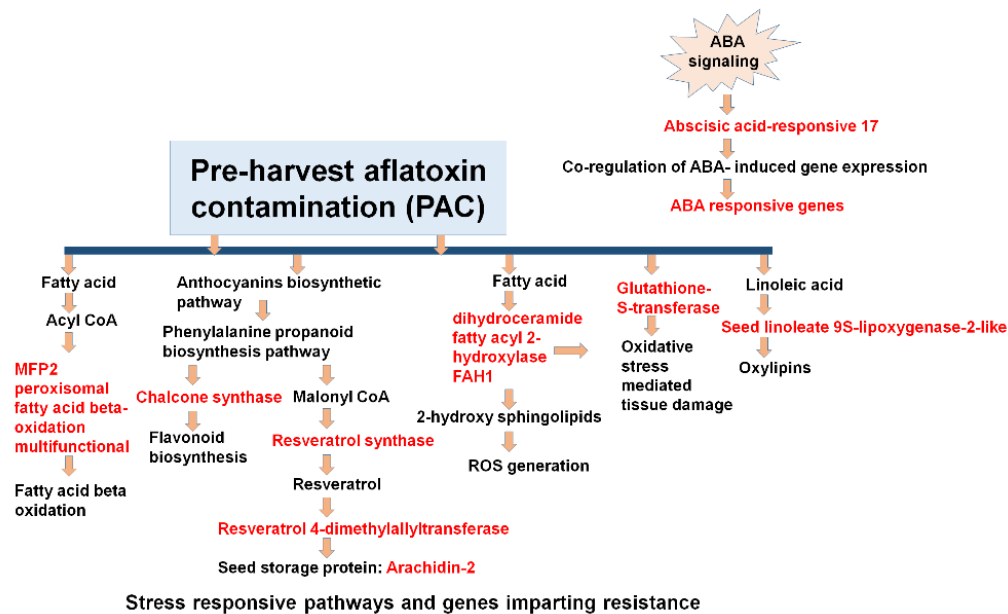 ABA
signaling
Abscisic acid-responsive 17
Co-regulation of ABA- induced gene expression
ABA responsive genes
Pre-harvest aflatoxin
contamination (PAC)
Fatty acid
Acyl CoA
MFP2
peroxisomal
fatty acid beta-
oxidation
multifunctional
Fatty acid beta
oxidation
Anthocyanins biosynthetic
pathway
Phenylalanine propanoid
biosynthesis pathway
Chalcone synthase
Flavonoid
biosynthesis
Malonyl CoA
Resveratrol synthase
Resveratrol
Resveratrol 4-dimethylallyltransferase
Seed storage protein: Arachidin-2
Fatty acid
dihydroceramide
fatty acyl 2-
hydroxylase
FAH1
2-hydroxy sphingolipids
ROS generation
Glutathione-
S-transferase
Oxidative
stress
mediated
tissue damage
Linoleic acid
Seed linoleate 9S-lipoxygenase-2-like
Oxylipins
Stress responsive pathways and genes imparting resistance